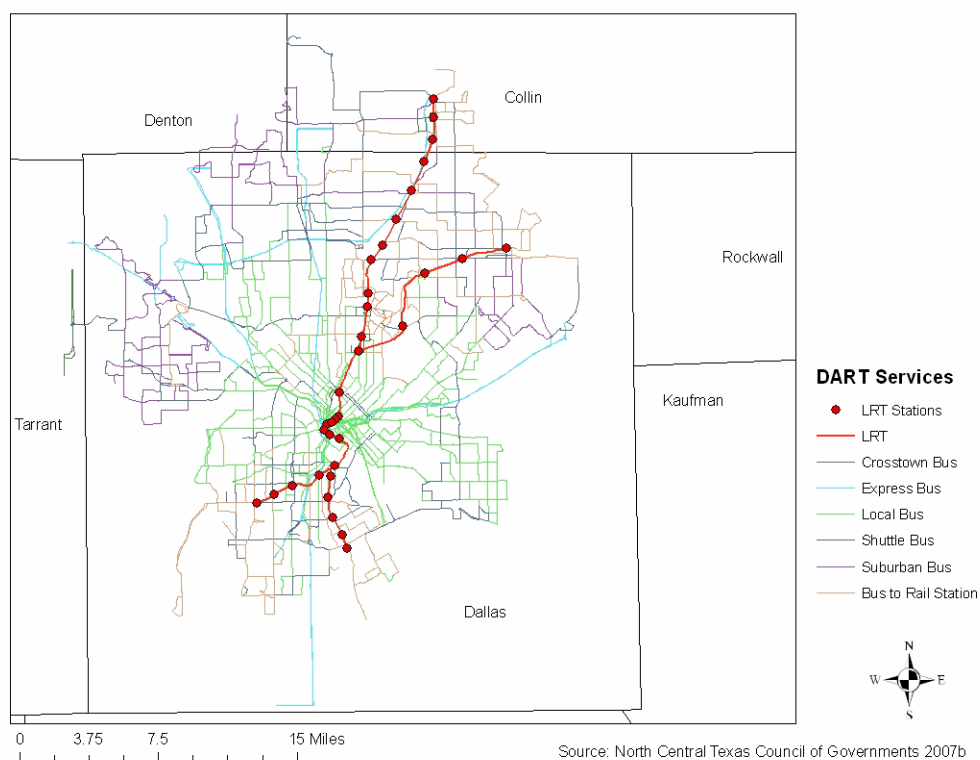 Denton
Collin
Rockwall
Kaufman
Tarrant
Dallas
DART Services
LRT Stations
LRT
Crosstown Bus
Express Bus
Local Bus
Shuttle Bus
Suburban Bus
Bus to Rail Station
N
W E
S
0 3.75 7.5 15 Miles
Source: North Central Texas Council of Governments 2007b